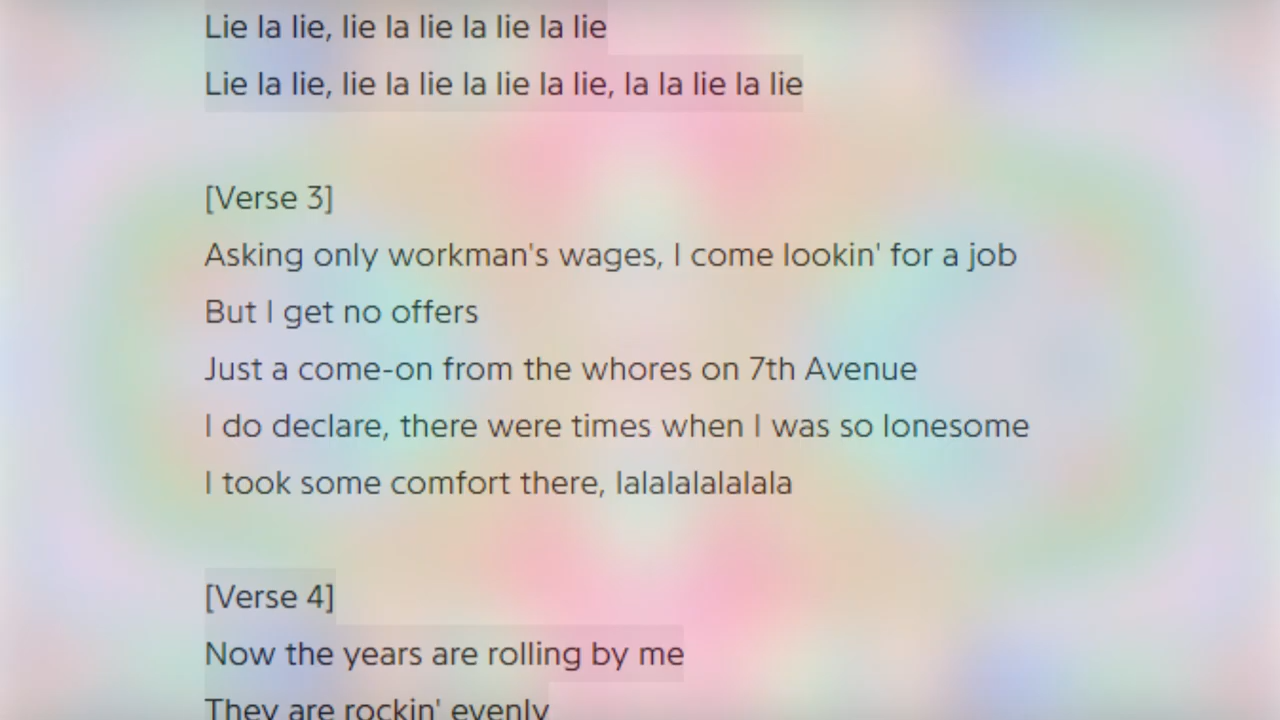 Lie la lie, lie la lie la lie la lie
Lie la lie, lie la lie la lie la lie, la la lie la lie
[Verse 3]
Asking only workman's wages, I come lookin' for a job
But I get no offers
Just a come-on from the whores on 7th Avenue
I do declare, there were times when I was so lonesome
I took some comfort there, lalalalalalala
[Verse 4]
Now the years are rolling by me
They are rockin' evenly